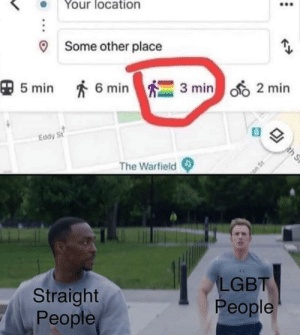 Your location
Some other place
5 min
6 min
3 min
2 min
Eddy St
The Warfield
Straight
People
LGBT
People